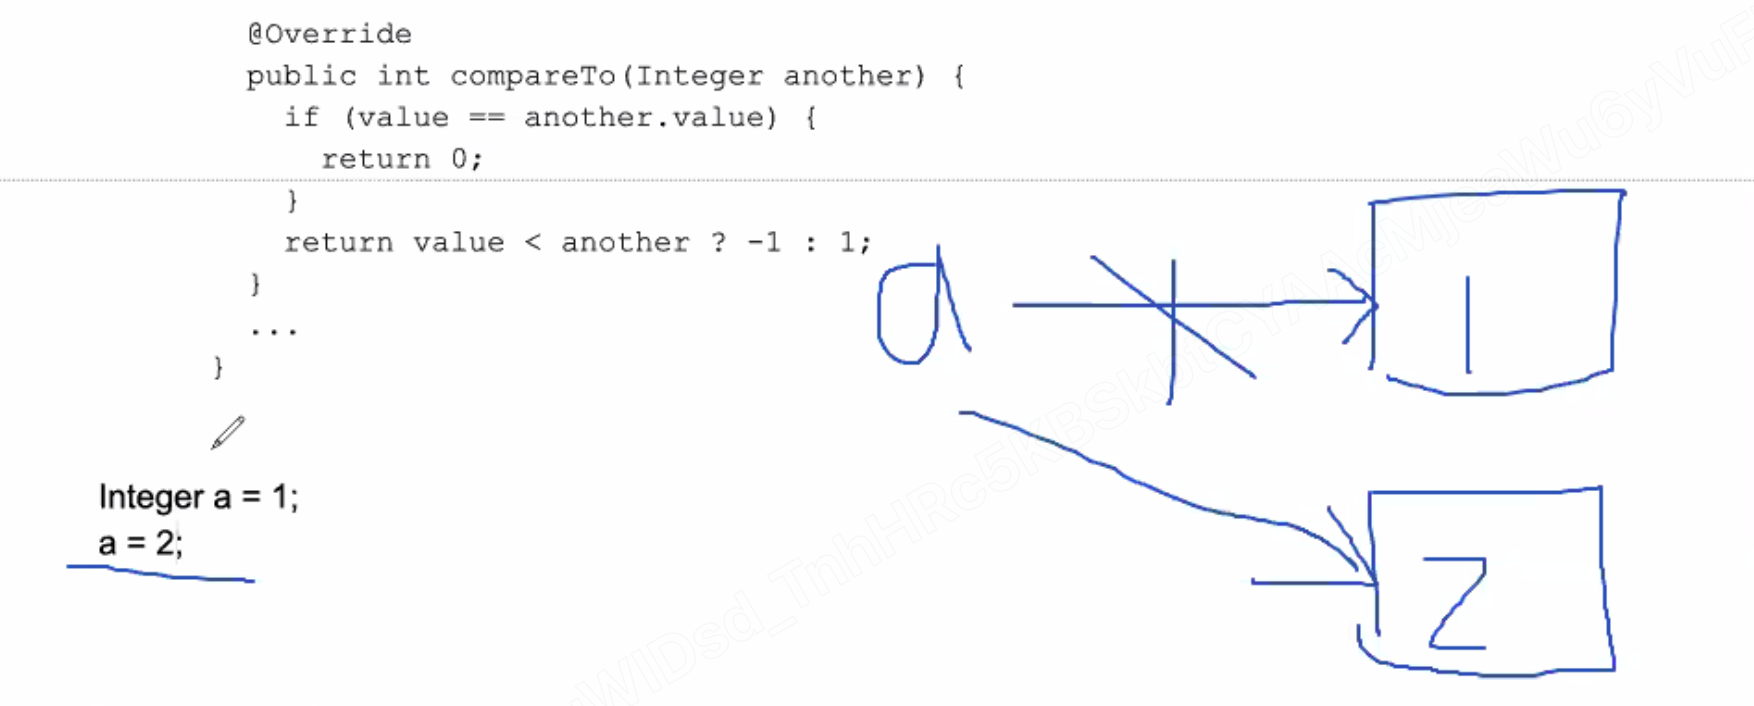 @Override
public int compareTo(Integer another) {
if (value == another.value) {
return 0;
}
return value < another ? -1 : 1;
}
...
}
a
1
Integer a = 1;
a = 2;
2